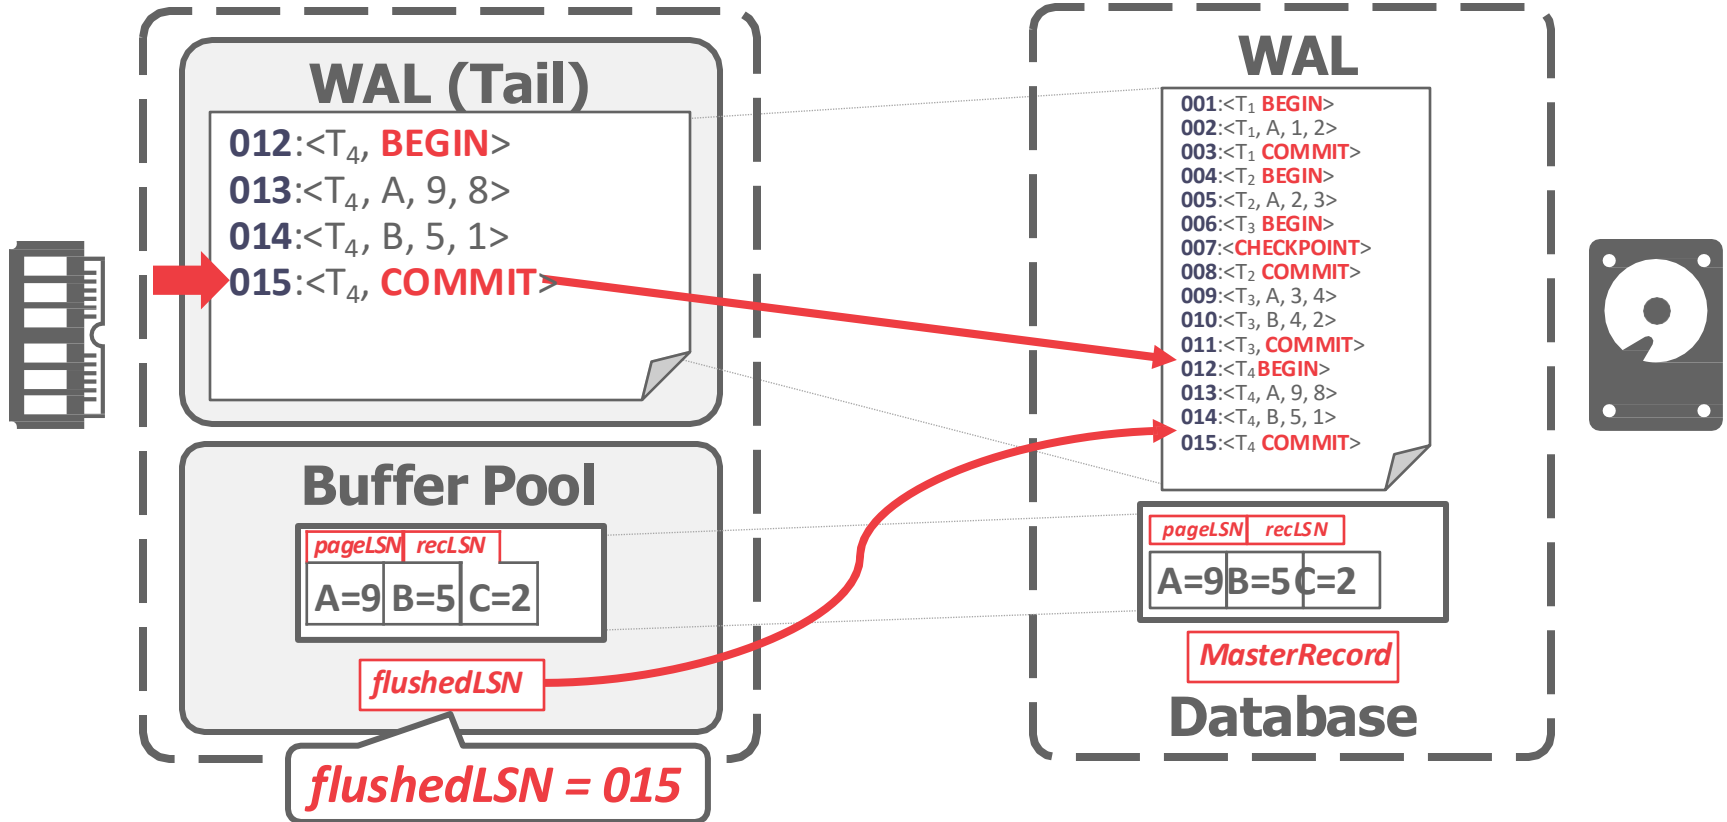 WAL (Tail)
012:<T4, BEGIN>
013:<T4, A, 9, 8>
014:<T4, B, 5, 1>
015:<T4, COMMIT>
Buffer Pool
pageLSN recLSN
A=9 B=5 C=2
flushedLSN
flushedLSN = 015
WAL
001:<T1 BEGIN>
002:<T1, A, 1, 2>
003:<T1 COMMIT>
004:<T2 BEGIN>
005:<T2, A, 2, 3>
006:<T3 BEGIN>
007:<CHECKPOINT>
008:<T2 COMMIT>
009:<T3, A, 3, 4>
010:<T3, B, 4, 2>
011:<T3, COMMIT>
012:<T4 BEGIN>
013:<T4, A, 9, 8>
014:<T4, B, 5, 1>
015:<T4 COMMIT>
pageLSN recLSN
A=9 B=5 C=2
MasterRecord
Database